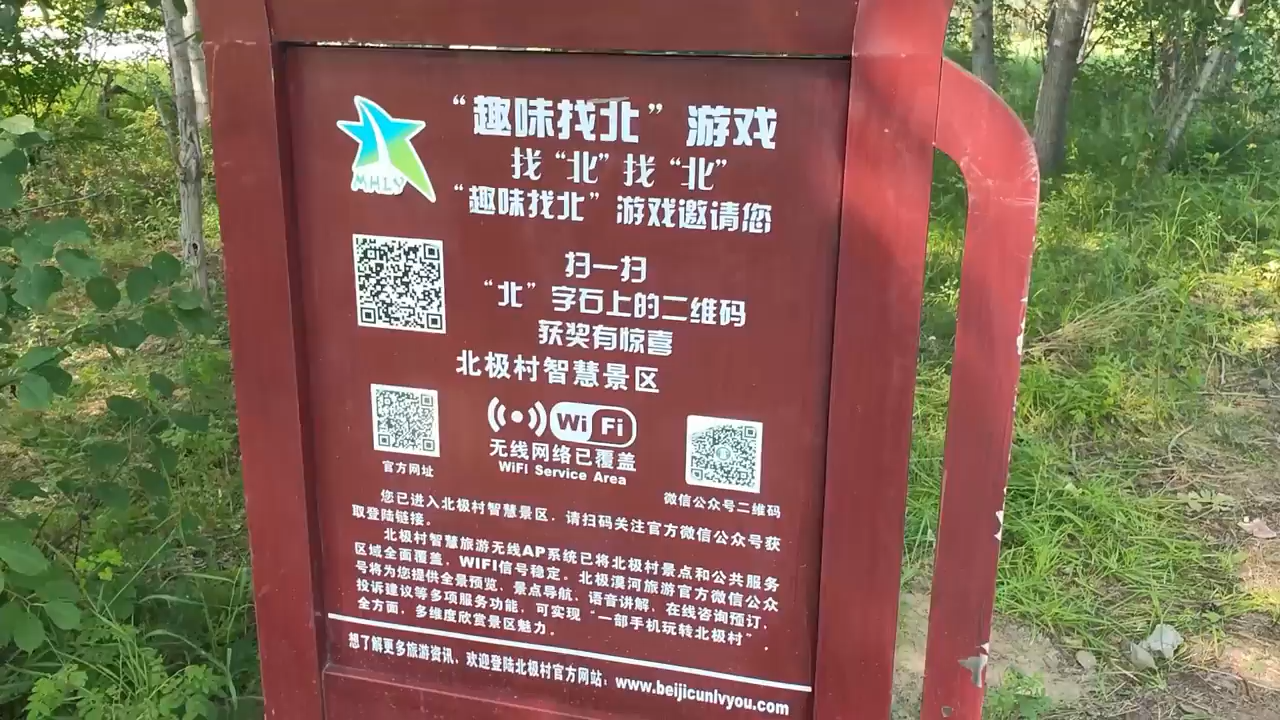 MHLY
“趣味找北”游戏
找“北”找“北”
“趣味找北”游戏邀请您
扫一扫
“北”字石上的二维码
获奖有惊喜
北极村智慧景区
WiFi
无线网络已覆盖
WiFi Service Area
官方网址
微信公众号二维码
您已进入北极村智慧景区，请扫码关注官方微信公众号获
取登陆链接。
北极村智慧旅游无线AP系统已将北极村景点和公共服务
区域全面覆盖，WIFI信号稳定。北极漠河旅游官方微信公众
号将为您提供全景预览、景点导航、语音讲解、在线咨询预订、
投诉建议等多项服务功能，可实现“一部手机玩转北极村”
全方面，多维度欣赏景区魅力。
想了解更多旅游资讯，欢迎登陆北极村官方网站：www.beijicunlvyou.com